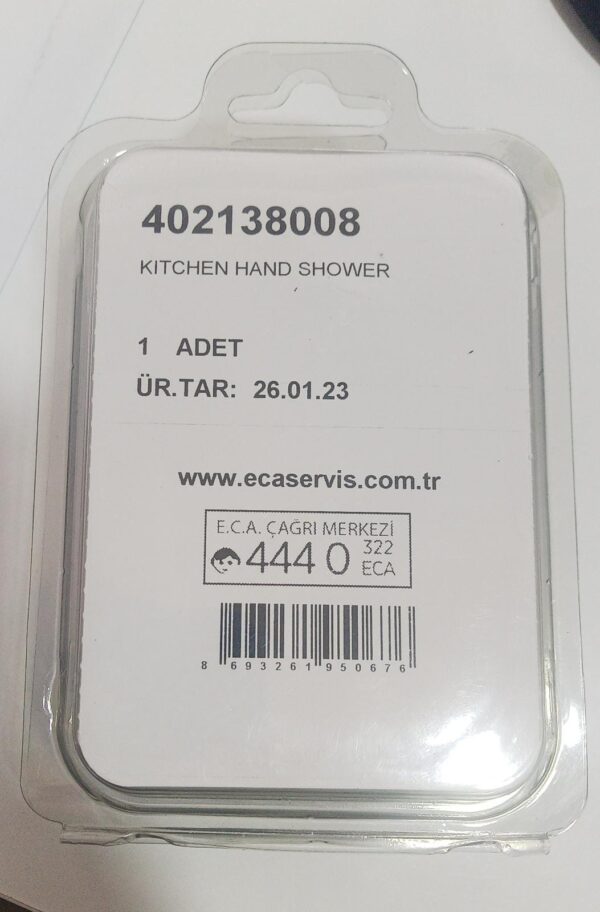 402138008
KITCHEN HAND SHOWER
1 ADET
ÜR.TAR: 26.01.23
www.ecaservis.com.tr
E.C.A. ÇAĞRI MERKEZİ
444 0 322 ECA
8 693261 950676